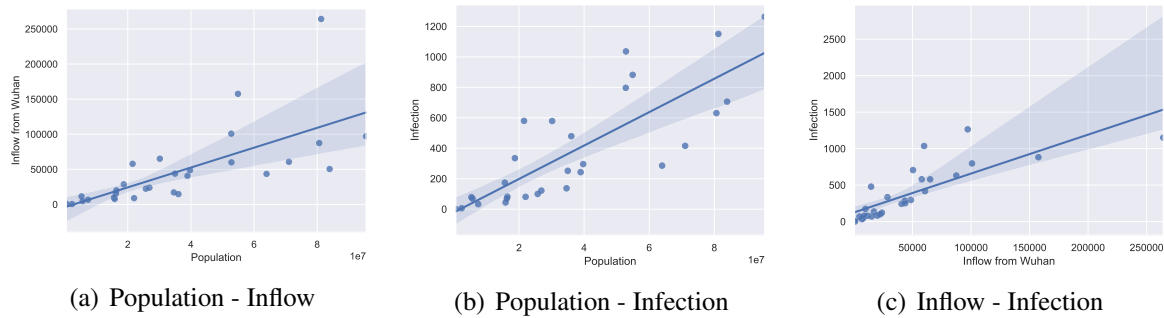 250000
200000
150000
100000
50000
0
Inflow from Wuhan
2
4
6
8
1e7
Population
(a) Population - Inflow
1200
1000
800
600
400
200
0
Infection
2
4
6
8
1e7
Population
(b) Population - Infection
2500
2000
1500
1000
500
0
Infection
50000
100000
150000
200000
250000
Inflow from Wuhan
(c) Inflow - Infection